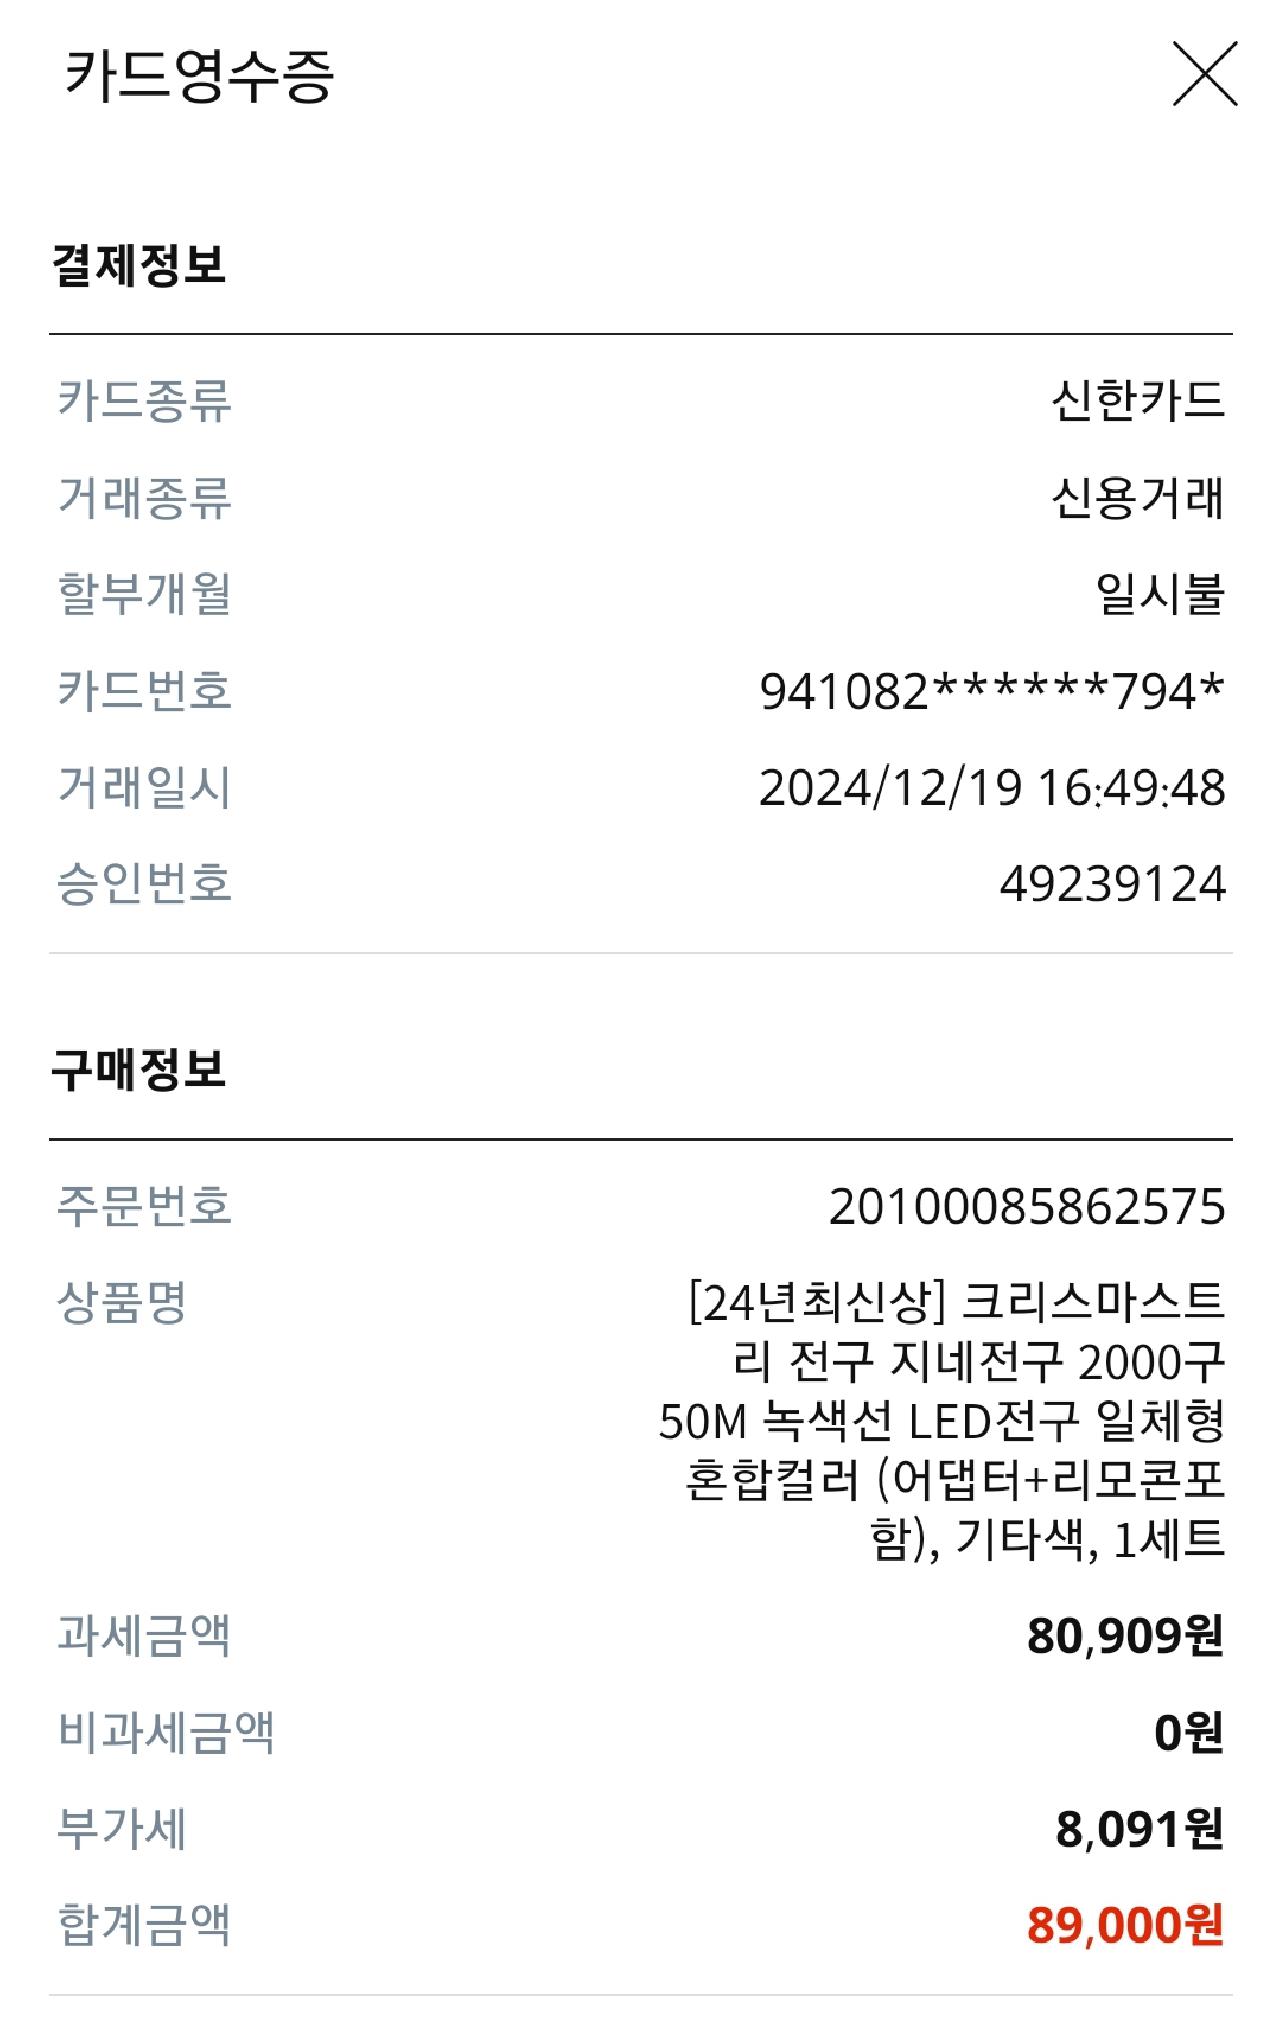 카드영수증
결제정보
카드종류 신한카드
거래종류 신용거래
할부개월 일시불
카드번호 941082******794*
거래일시 2024/12/19 16:49:48
승인번호 49239124
구매정보
주문번호 20100085862575
상품명 [24년최신상] 크리스마스트
리 전구 지네전구 2000구
50M 녹색선 LED전구 일체형
혼합컬러 (어댑터+리모콘포
함), 기타색, 1세트
과세금액 80,909원
비과세금액 0원
부가세 8,091원
합계금액 89,000원